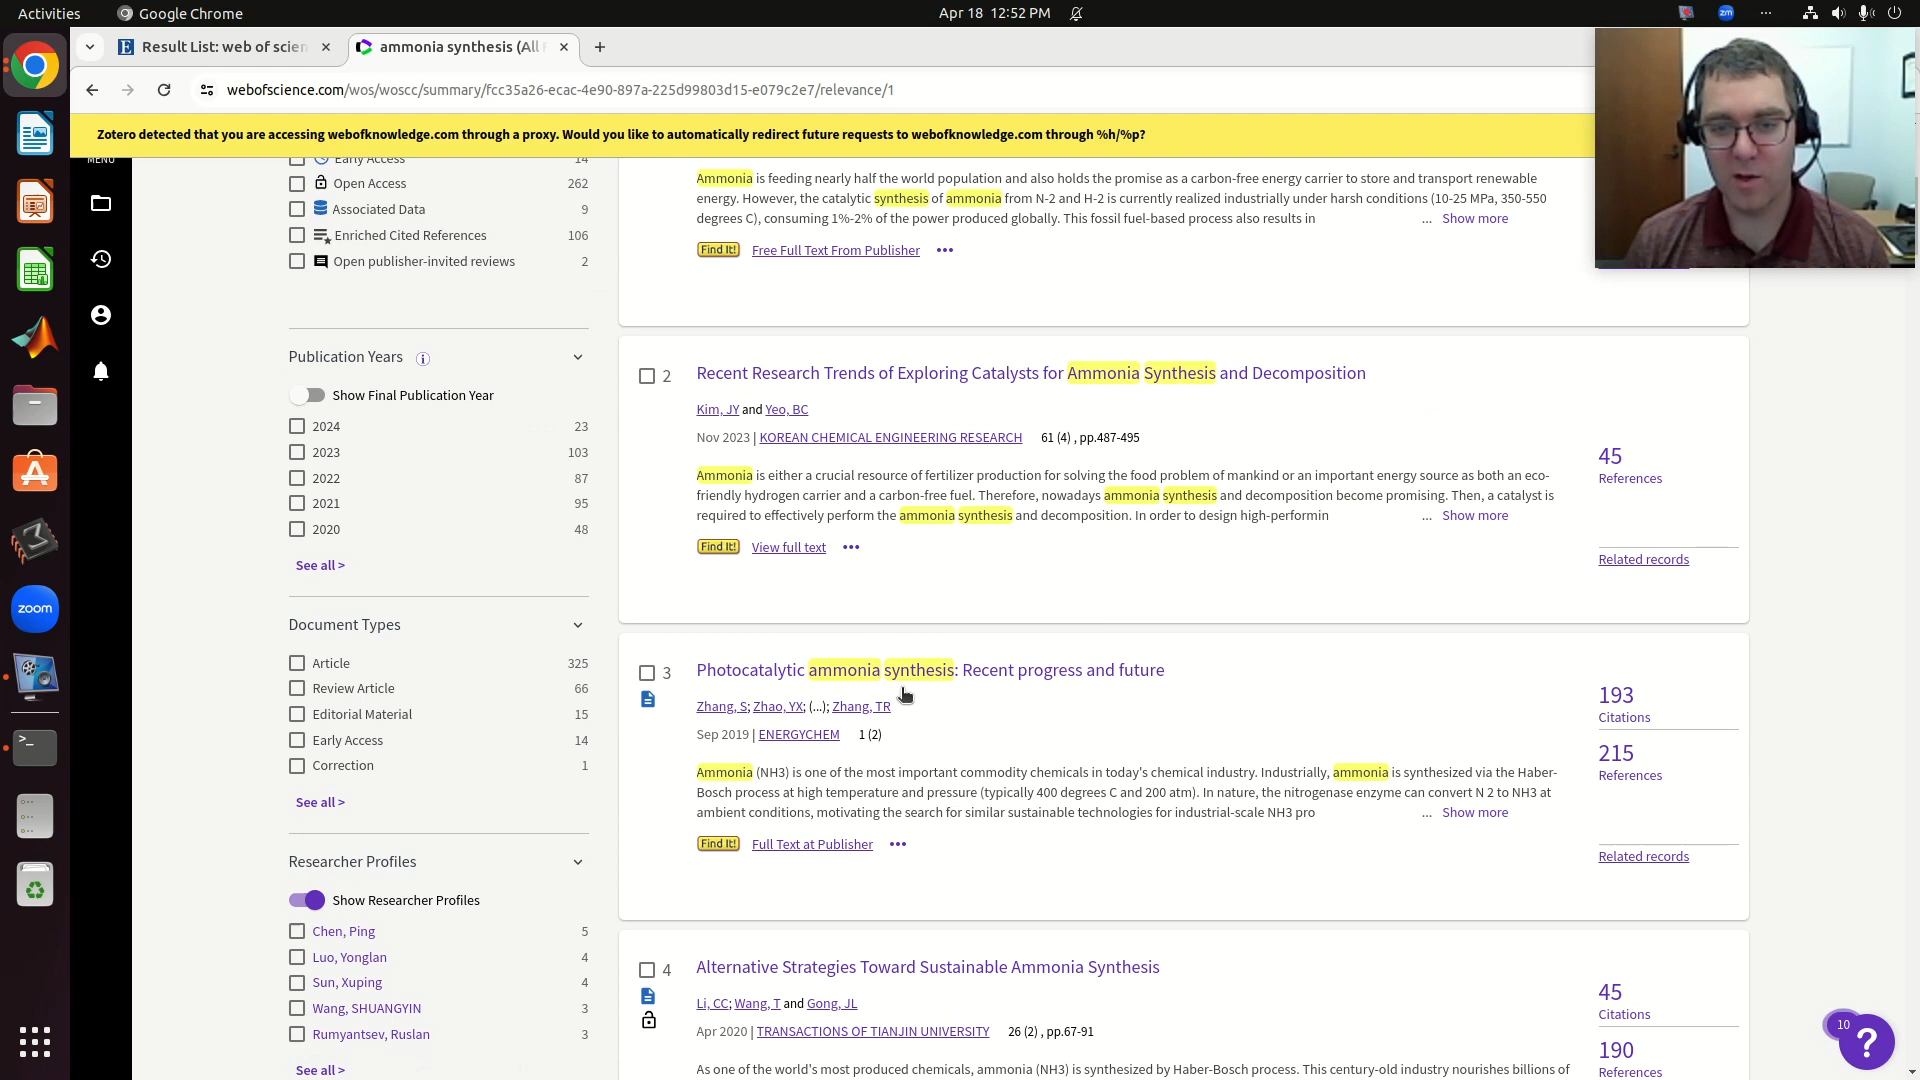 Activities
Google Chrome
Apr 18 12:52 PM
zm
Result List: web of scien
ammonia synthesis (All
webofscience.com/wos/woscc/summary/fcc35a26-ecac-4e90-897a-225d99803d15-e079c2e7/relevance/1
Zotero detected that you are accessing webofknowledge.com through a proxy. Would you like to automatically redirect future requests to webofknowledge.com through %h/%p?
MENU
zoom
Early Access 14
Open Access 262
Associated Data 9
Enriched Cited References 106
Open publisher-invited reviews 2
Publication Years
Show Final Publication Year
2024 23
2023 103
2022 87
2021 95
2020 48
See all >
Document Types
Article 325
Review Article 66
Editorial Material 15
Early Access 14
Correction 1
See all >
Researcher Profiles
Show Researcher Profiles
Chen, Ping 5
Luo, Yonglan 4
Sun, Xuping 4
Wang, SHUANGYIN 3
Rumyantsev, Ruslan 3
See all >
Ammonia is feeding nearly half the world population and also holds the promise as a carbon-free energy carrier to store and transport renewable
energy. However, the catalytic synthesis of ammonia from N-2 and H-2 is currently realized industrially under harsh conditions (10-25 MPa, 350-550
degrees C), consuming 1%-2% of the power produced globally. This fossil fuel-based process also results in ... Show more
Find It! Free Full Text From Publisher •••
2 Recent Research Trends of Exploring Catalysts for Ammonia Synthesis and Decomposition
Kim, JY and Yeo, BC
Nov 2023 | KOREAN CHEMICAL ENGINEERING RESEARCH 61 (4) , pp.487-495
Ammonia is either a crucial resource of fertilizer production for solving the food problem of mankind or an important energy source as both an eco-
friendly hydrogen carrier and a carbon-free fuel. Therefore, nowadays ammonia synthesis and decomposition become promising. Then, a catalyst is
required to effectively perform the ammonia synthesis and decomposition. In order to design high-performin ... Show more
Find It! View full text •••
45
References
Related records
3 Photocatalytic ammonia synthesis: Recent progress and future
Zhang, S; Zhao, YX; (...); Zhang, TR
Sep 2019 | ENERGYCHEM 1 (2)
Ammonia (NH3) is one of the most important commodity chemicals in today's chemical industry. Industrially, ammonia is synthesized via the Haber-
Bosch process at high temperature and pressure (typically 400 degrees C and 200 atm). In nature, the nitrogenase enzyme can convert N 2 to NH3 at
ambient conditions, motivating the search for similar sustainable technologies for industrial-scale NH3 pro ... Show more
Find It! Full Text at Publisher •••
193
Citations
215
References
Related records
4 Alternative Strategies Toward Sustainable Ammonia Synthesis
Li, CC; Wang, T and Gong, JL
Apr 2020 | TRANSACTIONS OF TIANJIN UNIVERSITY 26 (2) , pp.67-91
As one of the world's most produced chemicals, ammonia (NH3) is synthesized by Haber-Bosch process. This century-old industry nourishes billions of
45
Citations
190
References
10
?